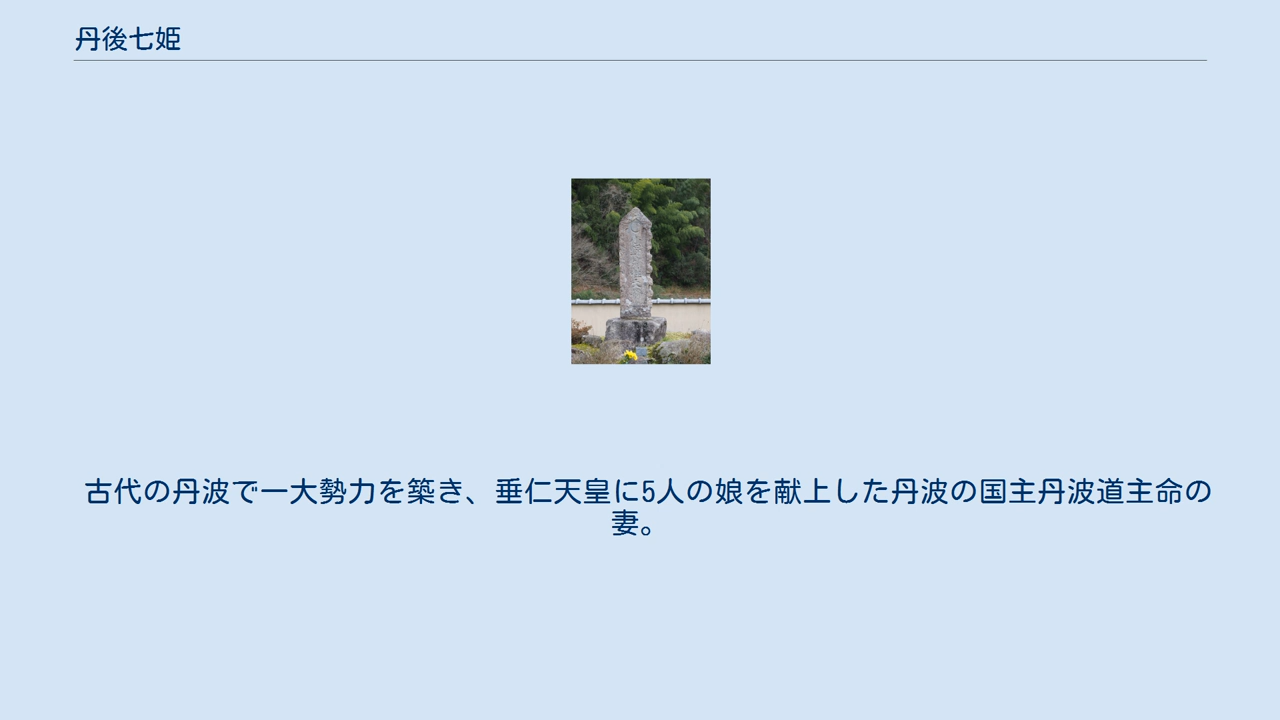 丹後七姫
古代の丹波で一大勢力を築き、垂仁天皇に5人の娘を献上した丹波の国主丹波道主命の
妻。